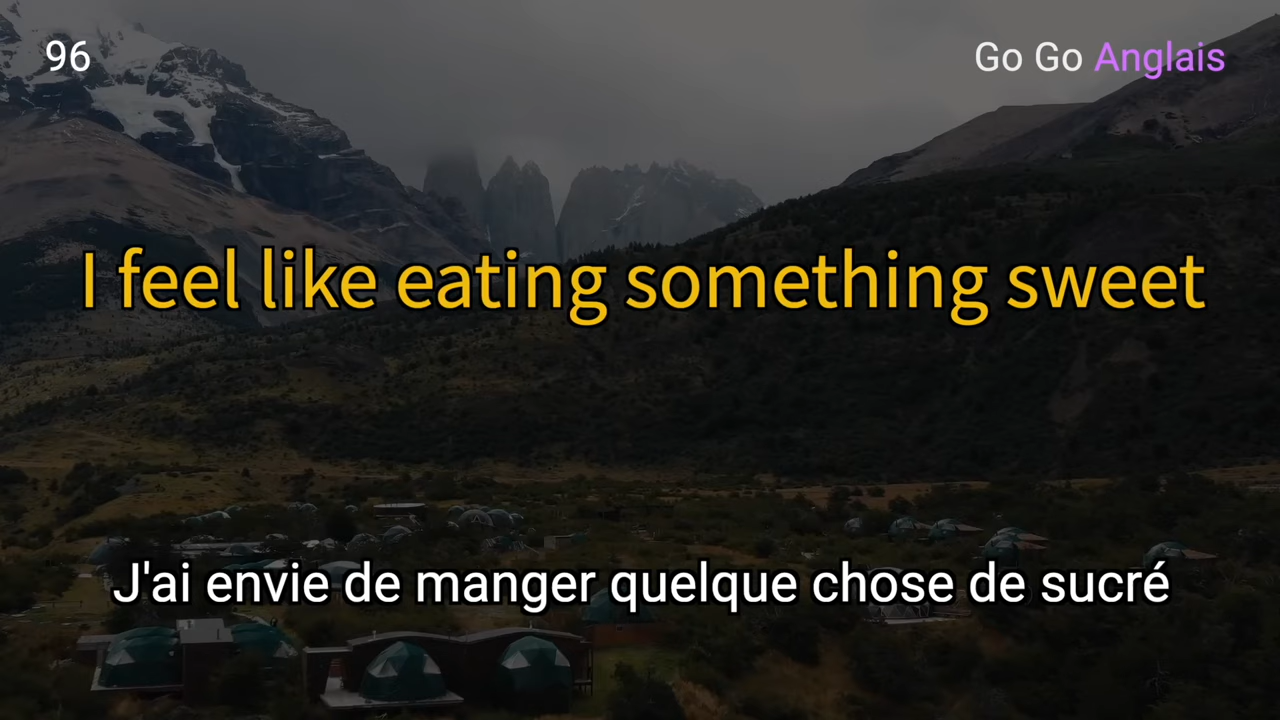 96
Go Go Anglais
I feel like eating something sweet
J'ai envie de manger quelque chose de sucré